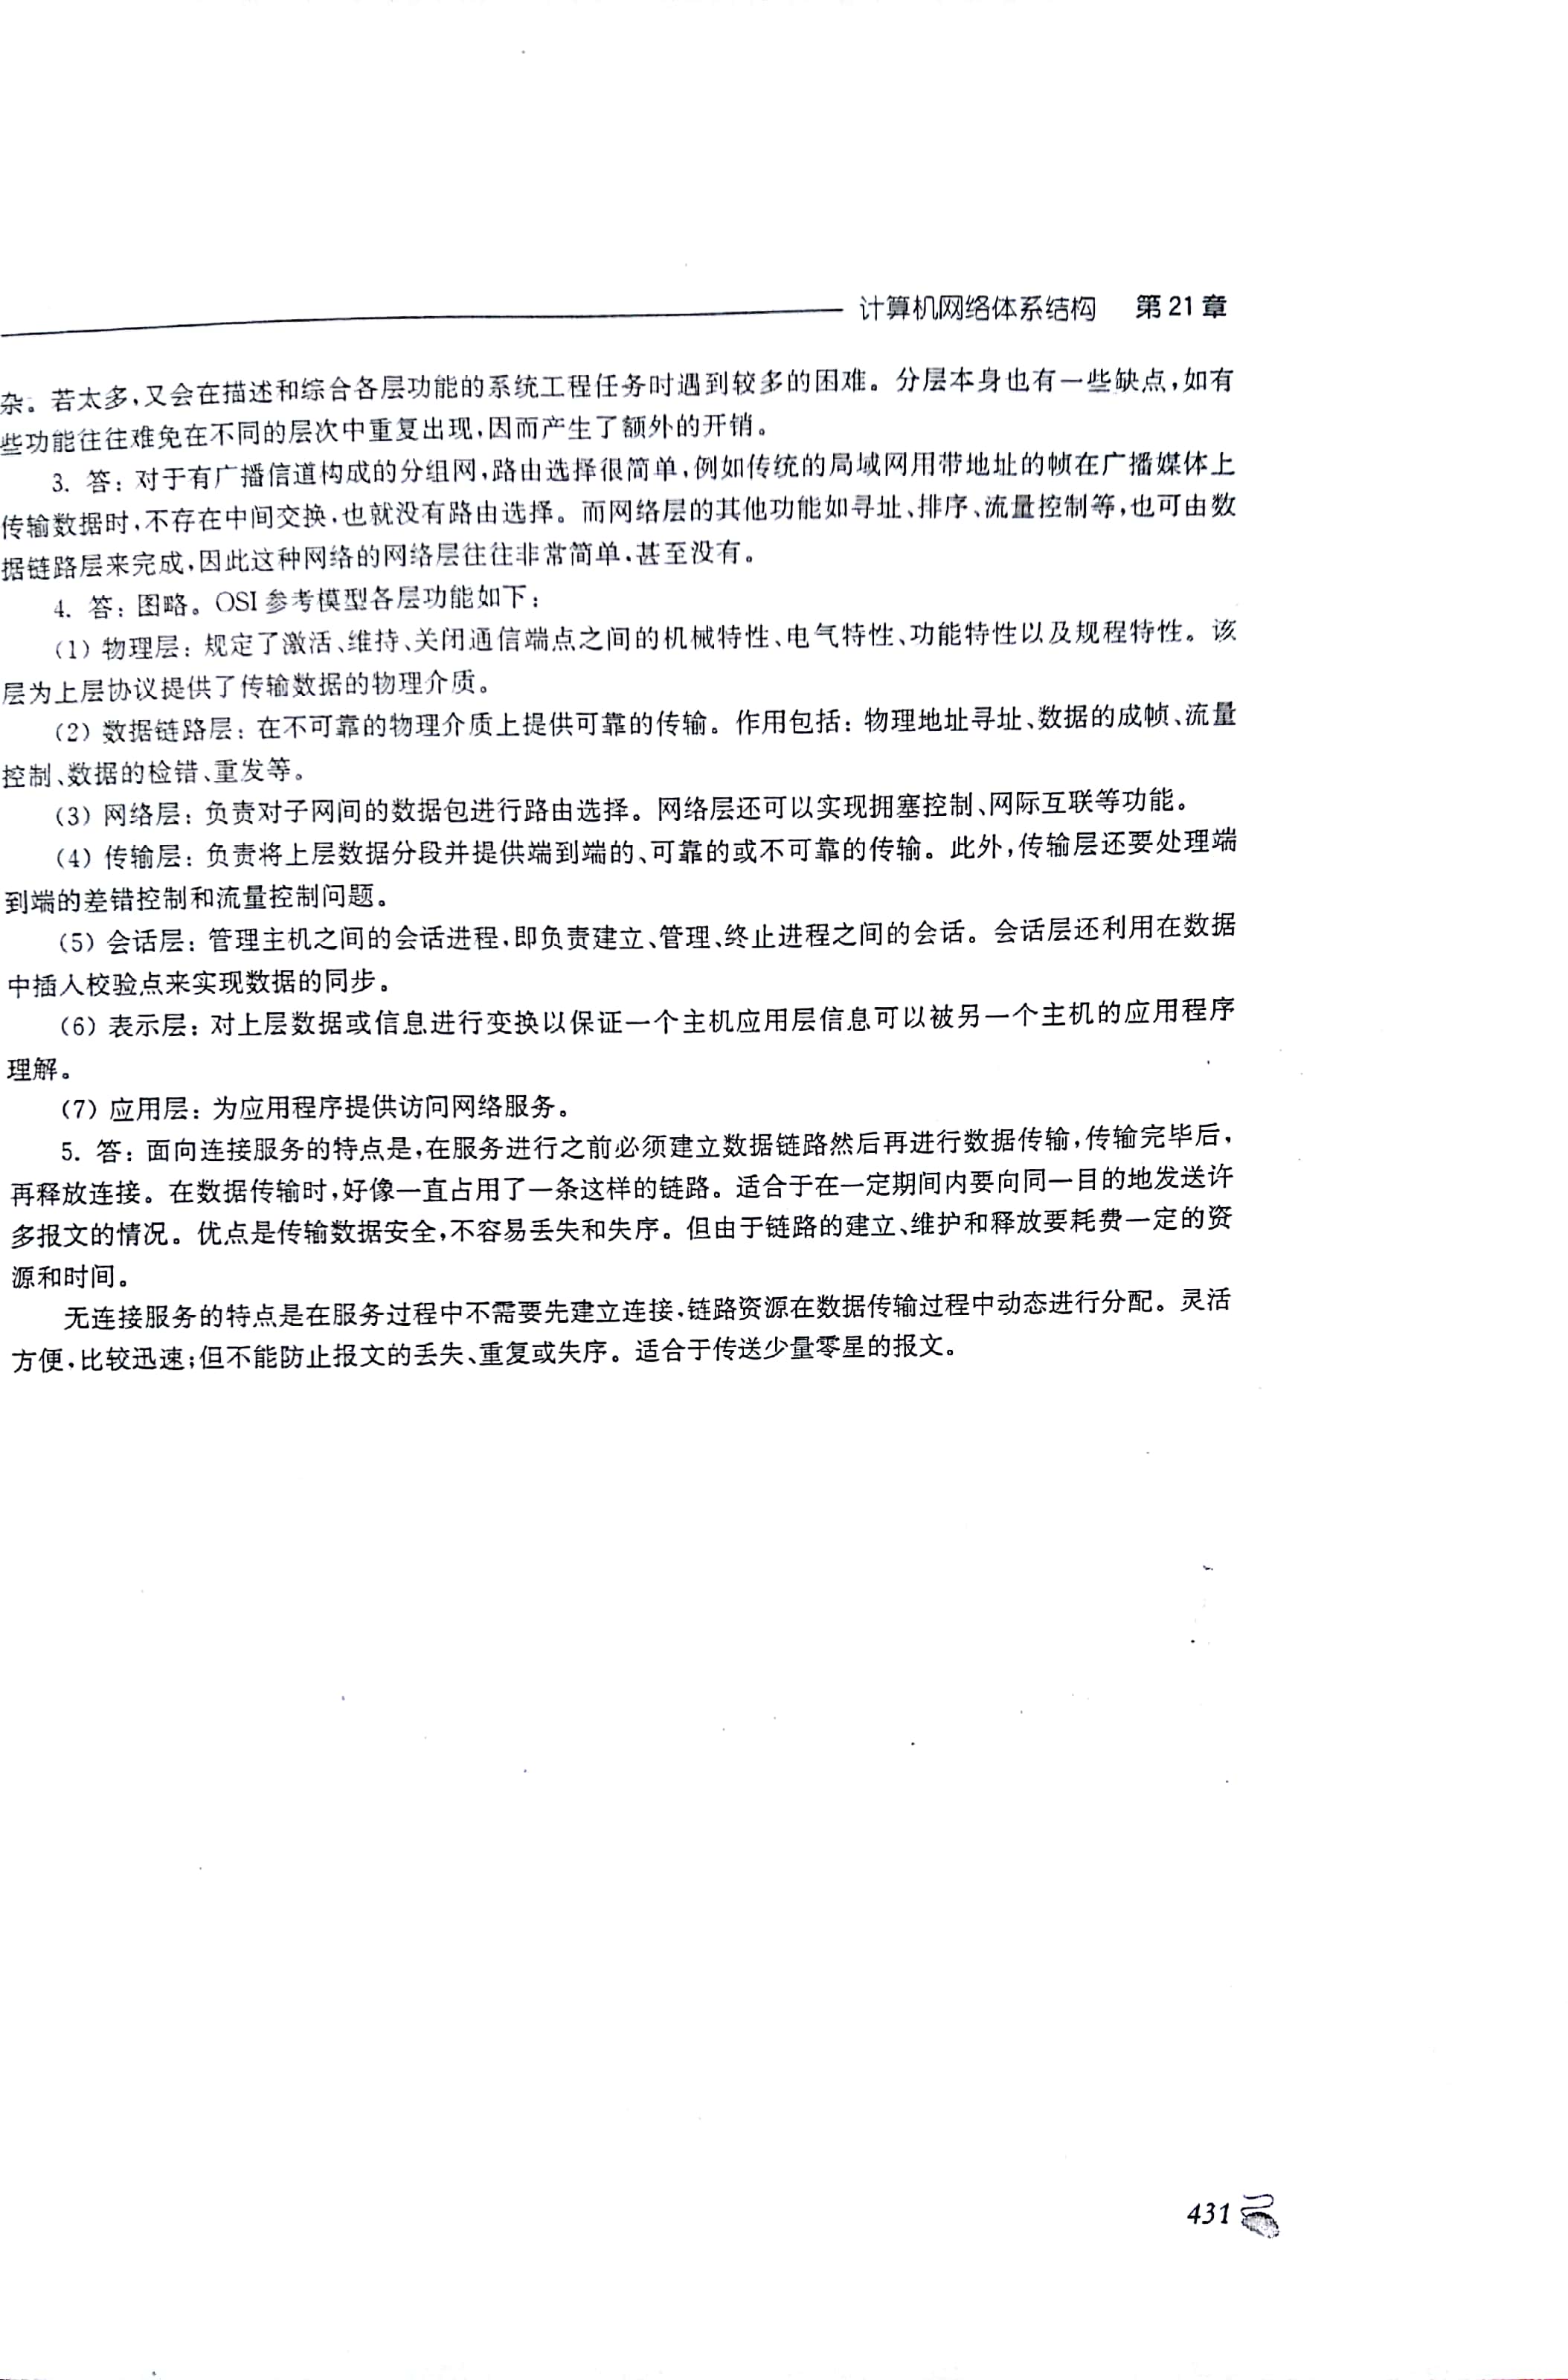 计算机网络体系结构 第21章
杂。若太多,又会在描述和综合各层功能的系统工程任务时遇到较多的困难。分层本身也有一些缺点,如有
些功能往往难免在不同的层次中重复出现,因而产生了额外的开销。
3. 答：对于有广播信道构成的分组网,路由选择很简单,例如传统的局域网用带地址的帧在广播媒体上
传输数据时,不存在中间交换,也就没有路由选择。而网络层的其他功能如寻址、排序、流量控制等,也可由数
据链路层来完成,因此这种网络的网络层往往非常简单,甚至没有。
4. 答：图略。OSI 参考模型各层功能如下：
(1) 物理层：规定了激活、维持、关闭通信端点之间的机械特性、电气特性、功能特性以及规程特性。该
层为上层协议提供了传输数据的物理介质。
(2) 数据链路层：在不可靠的物理介质上提供可靠的传输。作用包括：物理地址寻址、数据的成帧、流量
控制、数据的检错、重发等。
(3) 网络层：负责对子网间的数据包进行路由选择。网络层还可以实现拥塞控制、网际互联等功能。
(4) 传输层：负责将上层数据分段并提供端到端的、可靠的或不可靠的传输。此外,传输层还要处理端
到端的差错控制和流量控制问题。
(5) 会话层：管理主机之间的会话进程,即负责建立、管理、终止进程之间的会话。会话层还利用在数据
中插入校验点来实现数据的同步。
(6) 表示层：对上层数据或信息进行变换以保证一个主机应用层信息可以被另一个主机的应用程序
理解。
(7) 应用层：为应用程序提供访问网络服务。
5. 答：面向连接服务的特点是,在服务进行之前必须建立数据链路然后再进行数据传输,传输完毕后,
再释放连接。在数据传输时,好像一直占用了一条这样的链路。适合于在一定期间内要向同一目的地发送许
多报文的情况。优点是传输数据安全,不容易丢失和失序。但由于链路的建立、维护和释放要耗费一定的资
源和时间。
无连接服务的特点是在服务过程中不需要先建立连接,链路资源在数据传输过程中动态进行分配。灵活
方便,比较迅速;但不能防止报文的丢失、重复或失序。适合于传送少量零星的报文。
431